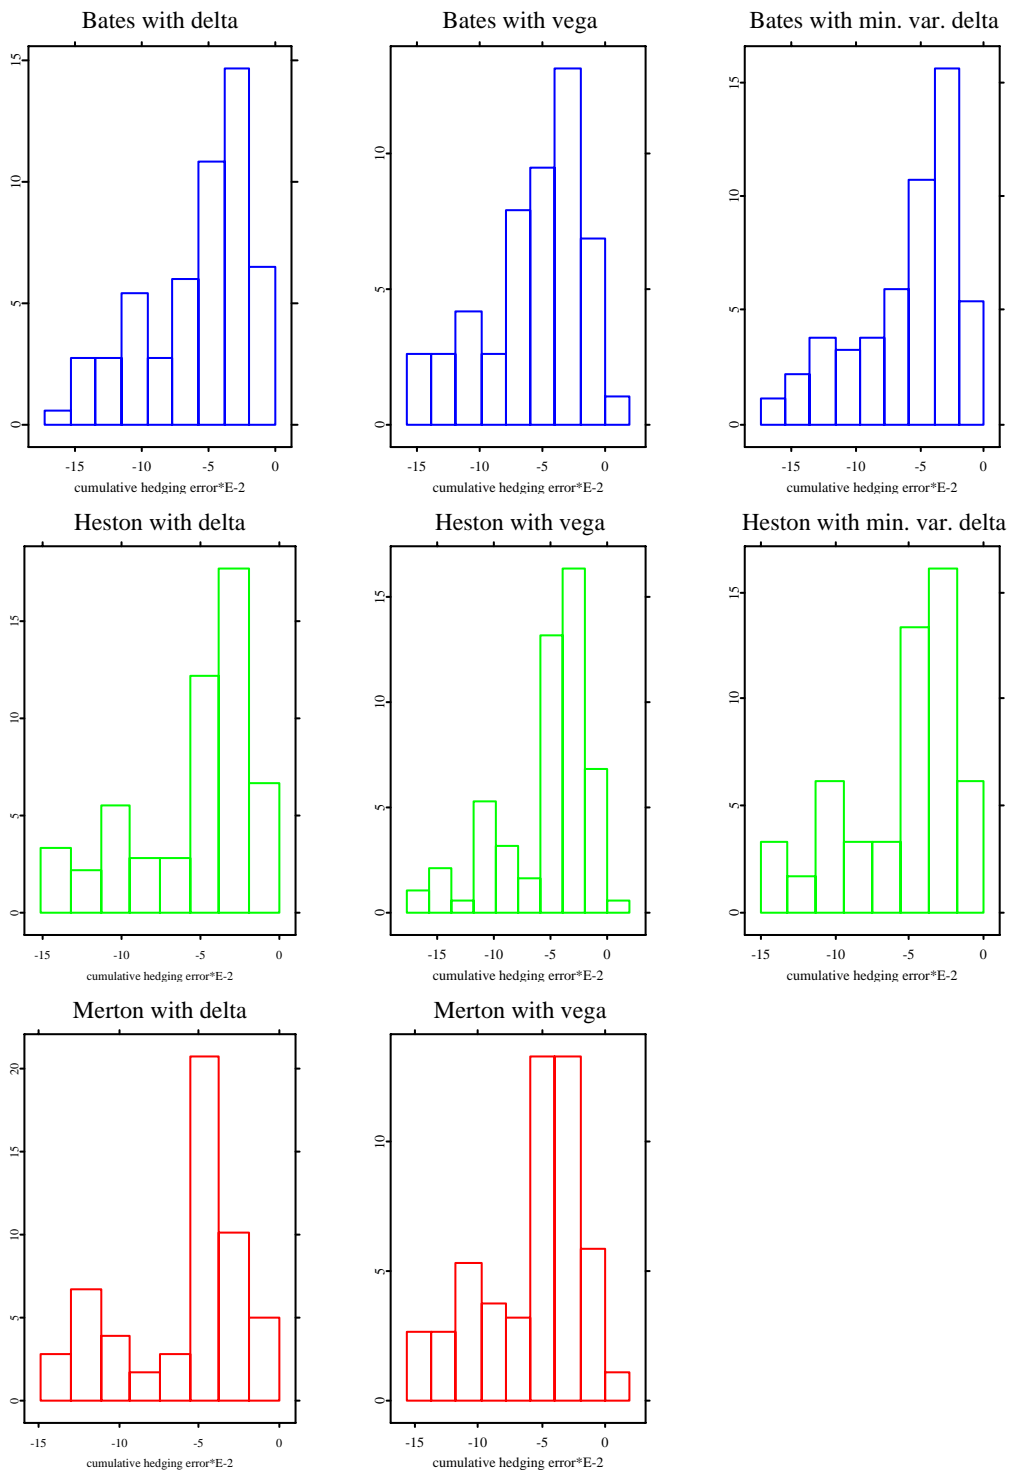 Bates with delta
Bates with vega
Bates with min. var. delta
15
10
5
0
10
5
0
15
10
5
0
-15 -10 -5 0
-15 -10 -5 0
-15 -10 -5 0
cumulative hedging error*E-2
cumulative hedging error*E-2
cumulative hedging error*E-2
Heston with delta
Heston with vega
Heston with min. var. delta
15
10
5
0
15
10
5
0
15
10
5
0
-15 -10 -5 0
-15 -10 -5 0
-15 -10 -5 0
cumulative hedging error*E-2
cumulative hedging error*E-2
cumulative hedging error*E-2
Merton with delta
Merton with vega
20
15
10
5
0
10
5
0
-15 -10 -5 0
-15 -10 -5 0
cumulative hedging error*E-2
cumulative hedging error*E-2